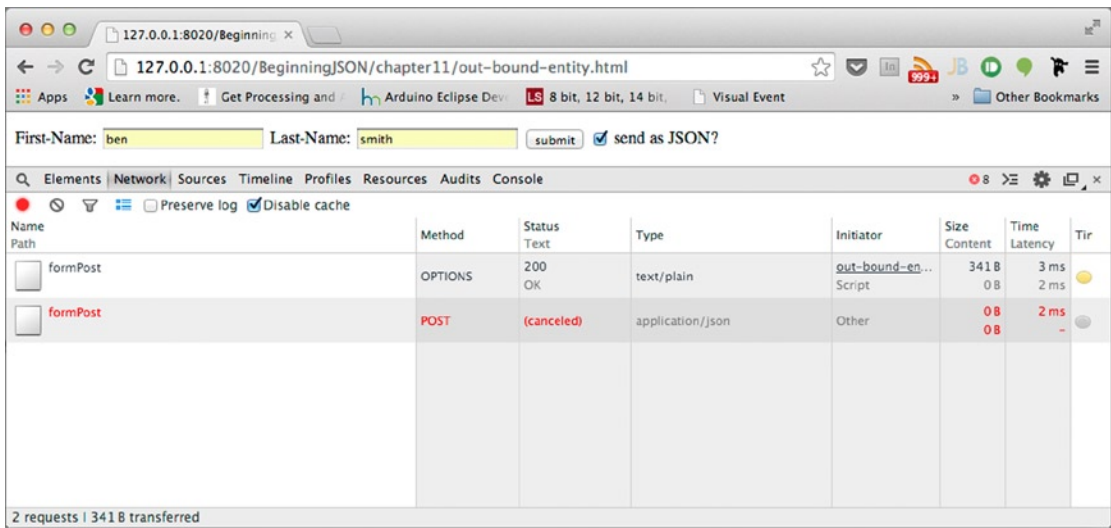 127.0.0.1:8020/Beginning
127.0.0.1:8020/BeginningJSON/chapter11/out-bound-entity.html
999+
JB
Apps Learn more. Get Processing and Arduino Eclipse Dev LS 8 bit, 12 bit, 14 bit, Visual Event » Other Bookmarks
First-Name: ben Last-Name: smith submit send as JSON?
Elements Network Sources Timeline Profiles Resources Audits Console 8
Preserve log Disable cache
Name Method Status Type Initiator Size Time Tir
Path Text Content Latency
formPost OPTIONS 200 text/plain out-bound-en... 341 B 3 ms
OK Script 0 B 2 ms
formPost POST (canceled) application/json Other 0 B 2 ms
0 B –
2 requests | 341 B transferred